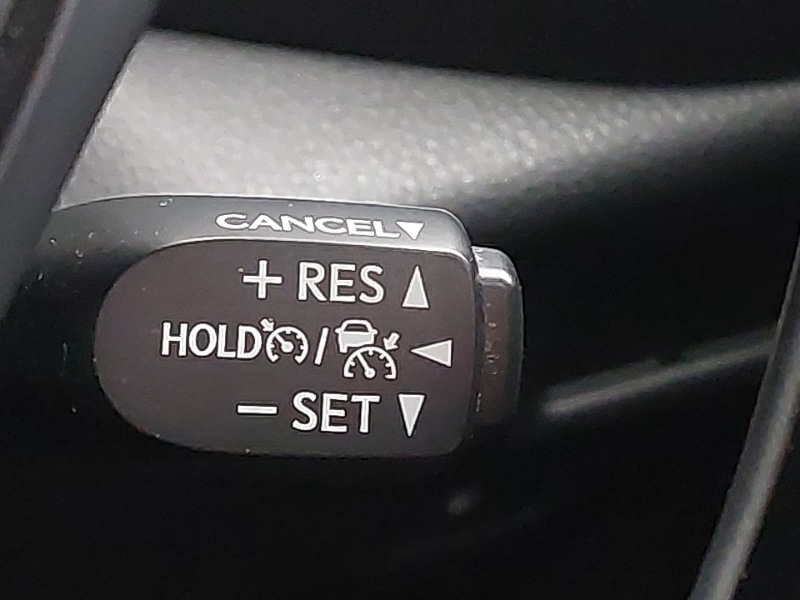 CANCEL▼
+ RES ▲
HOLD / ◀
− SET ▼